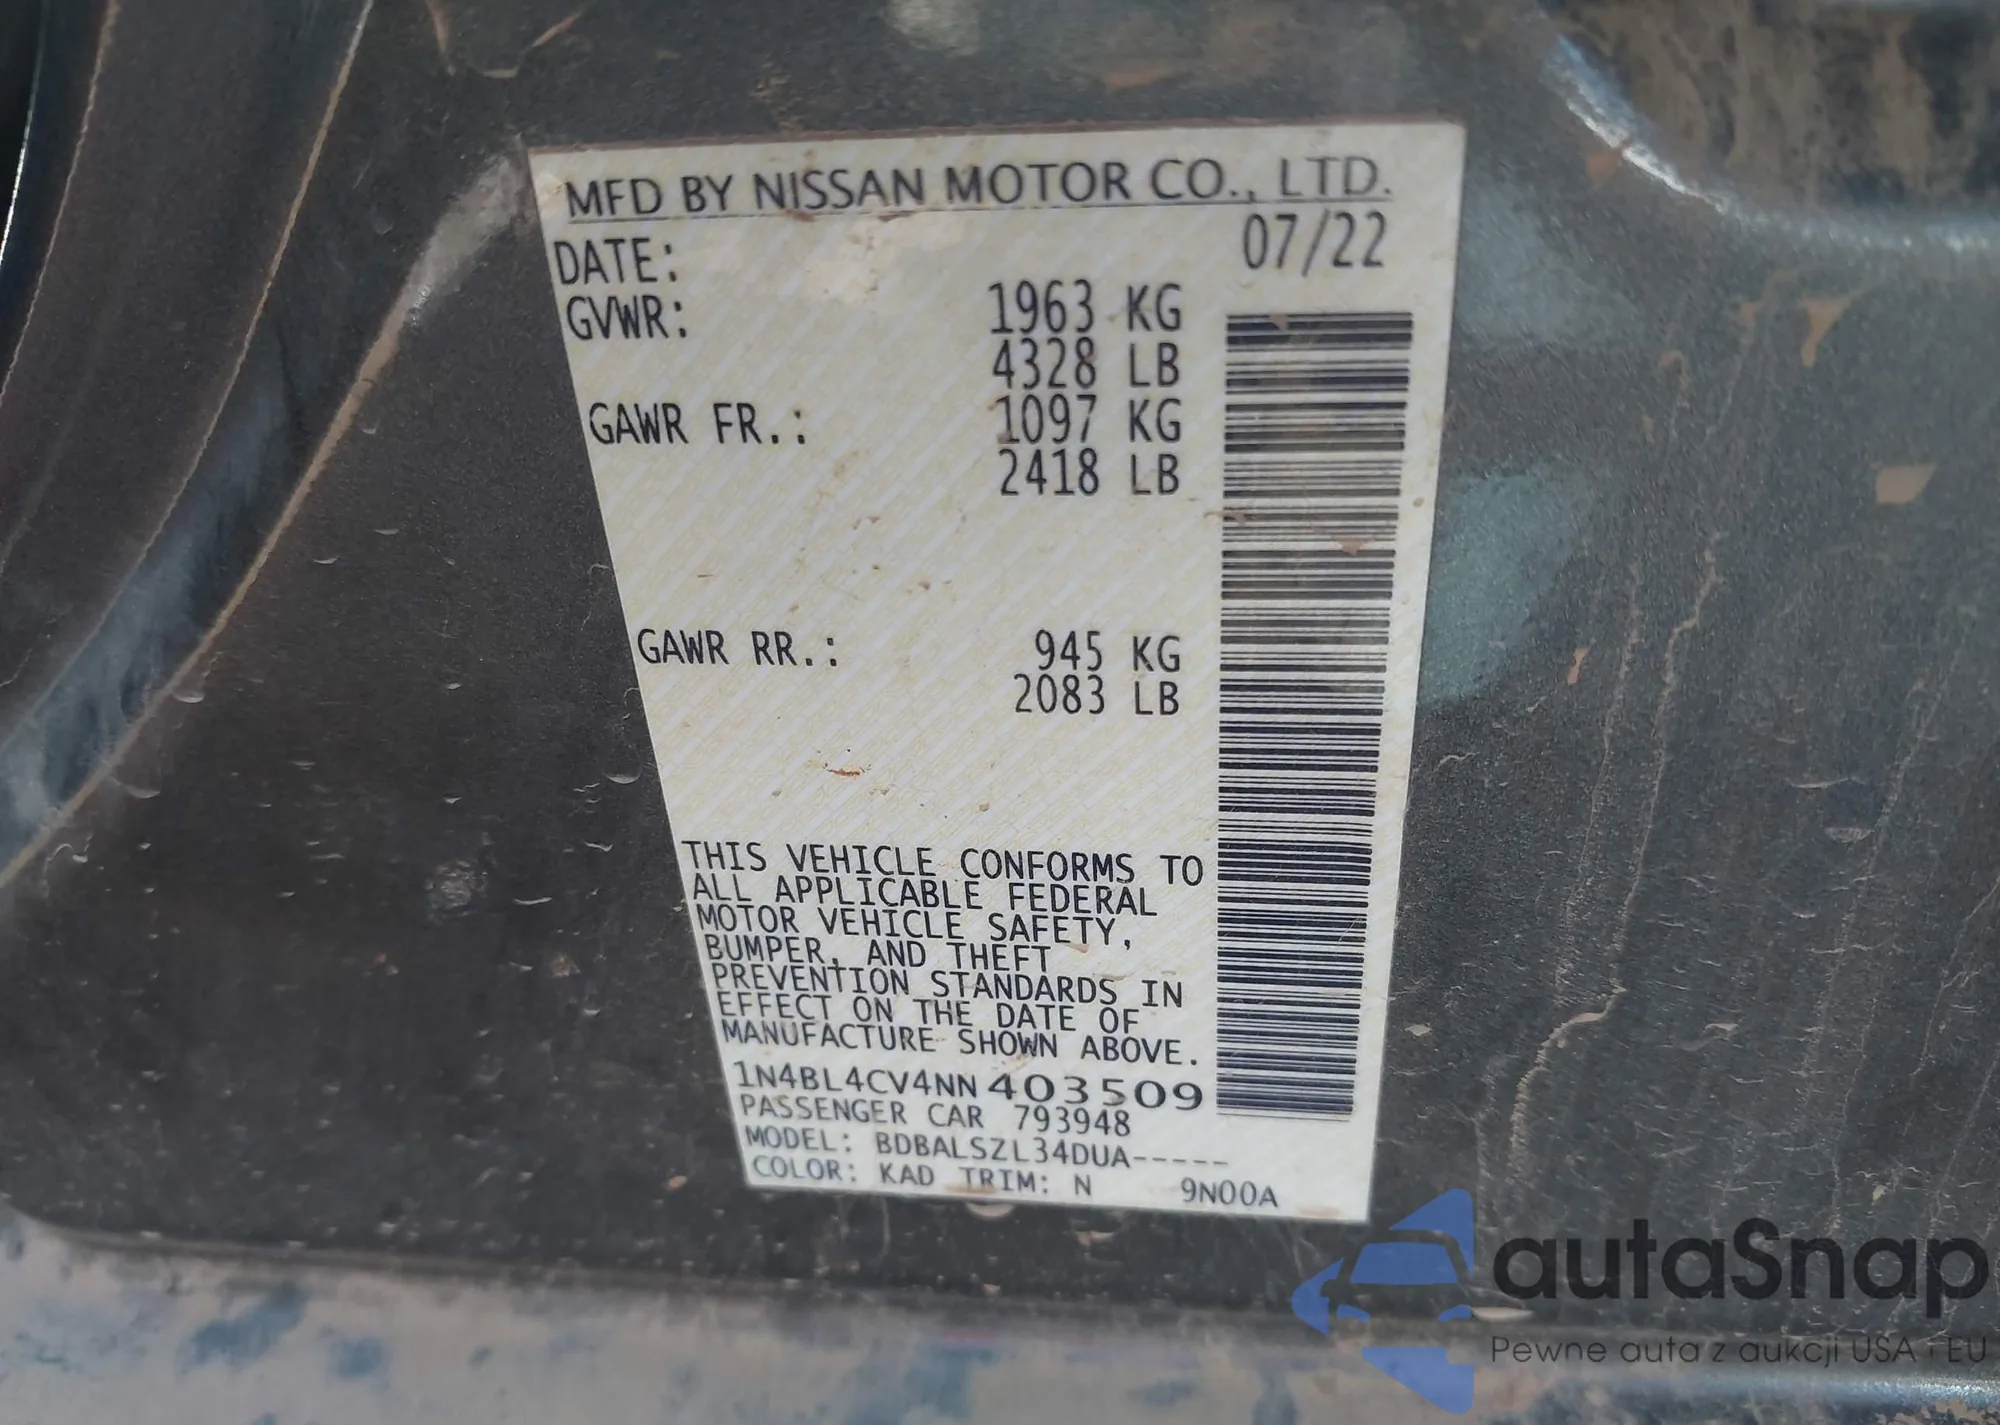 MFD BY NISSAN MOTOR CO., LTD.
DATE: 07/22
GVWR: 1963 KG
4328 LB
GAWR FR.: 1097 KG
2418 LB
GAWR RR.: 945 KG
2083 LB
THIS VEHICLE CONFORMS TO
ALL APPLICABLE FEDERAL
MOTOR VEHICLE SAFETY,
BUMPER, AND THEFT
PREVENTION STANDARDS IN
EFFECT ON THE DATE OF
MANUFACTURE SHOWN ABOVE.
1N4BL4CV4NN403509
PASSENGER CAR 793948
MODEL: BDBALSZL34DUA-----
COLOR: KAD TRIM: N 9N00A
autaSnap
Pewne auta z aukcji USA i EU